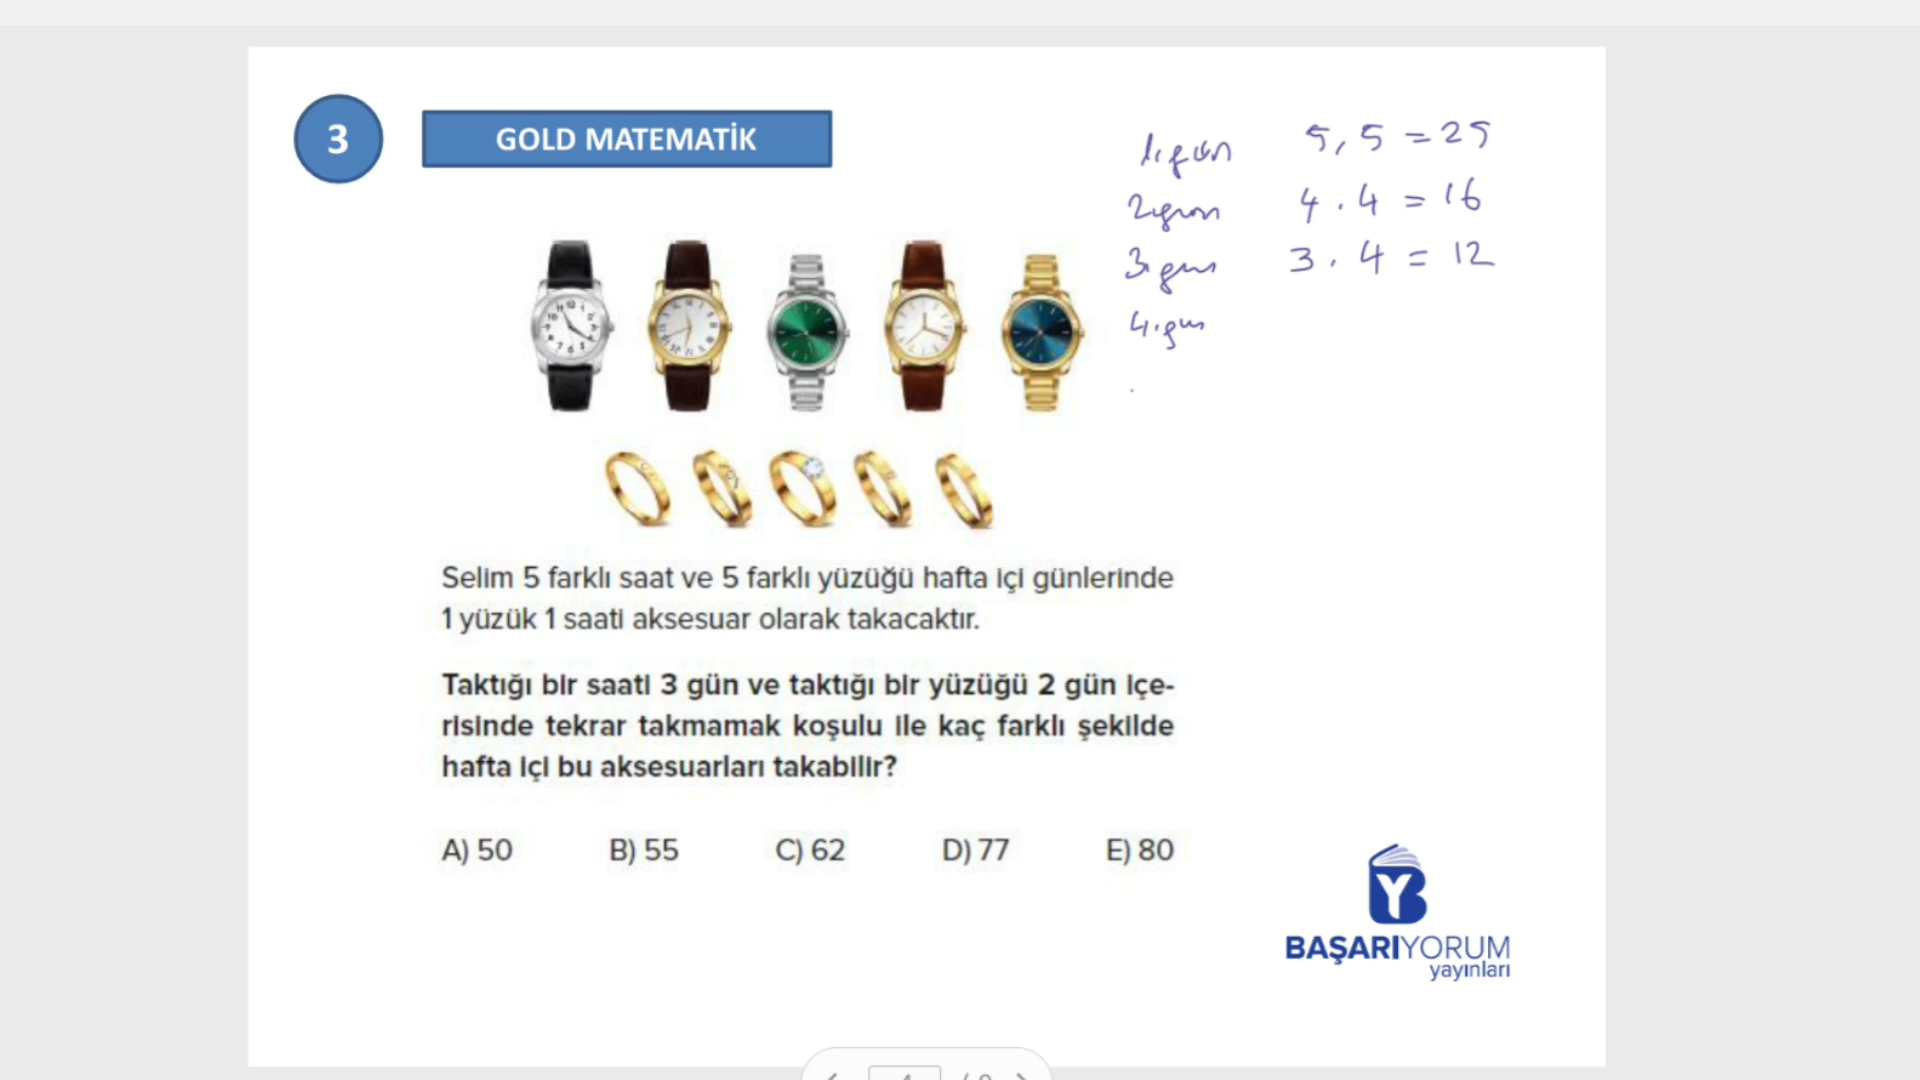 3
GOLD MATEMATİK
1.gün 5.5 = 25
2.gün 4.4 = 16
3.gün 3.4 = 12
4.gün
Selim 5 farklı saat ve 5 farklı yüzüğü hafta içi günlerinde
1 yüzük 1 saati aksesuar olarak takacaktır.
Taktığı bir saati 3 gün ve taktığı bir yüzüğü 2 gün içe-
risinde tekrar takmamak koşulu ile kaç farklı şekilde
hafta içi bu aksesuarları takabilir?
A) 50 B) 55 C) 62 D) 77 E) 80
BAŞARIYORUM
yayınları